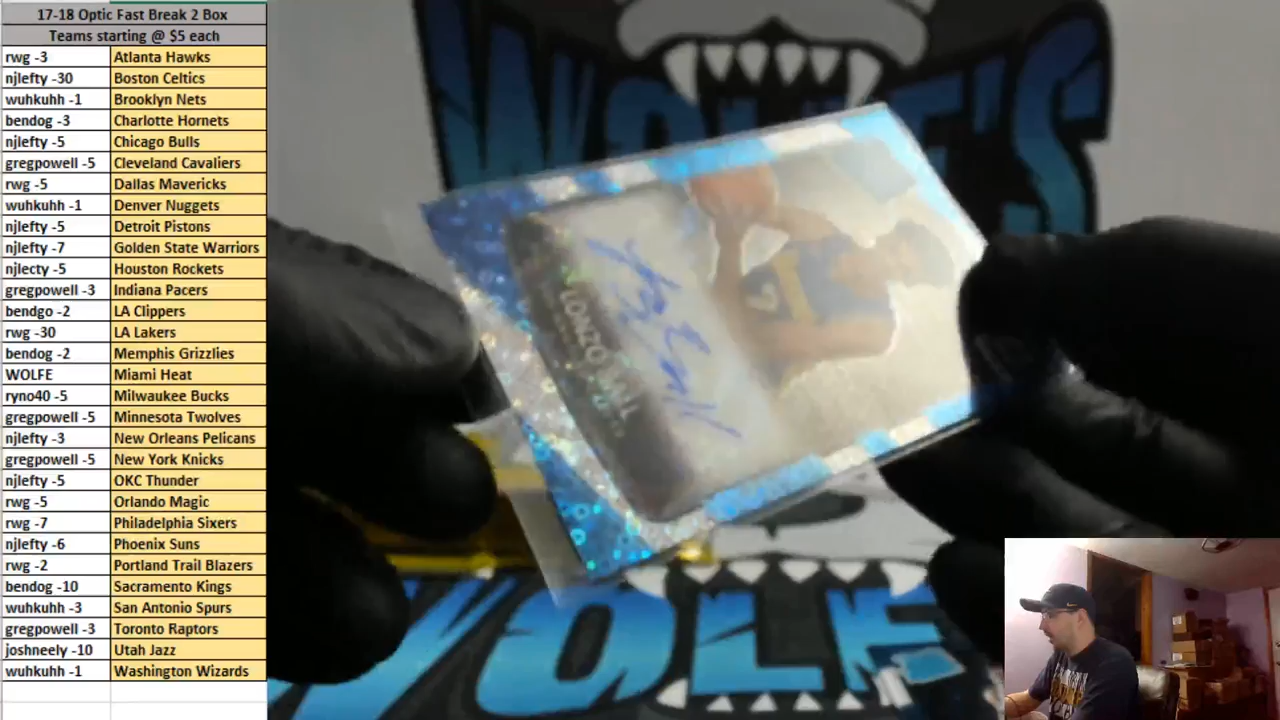 17-18 Optic Fast Break 2 Box
Teams starting @ $5 each
rwg -3 Atlanta Hawks
njlefty -30 Boston Celtics
wuhkuhh -1 Brooklyn Nets
bendog -3 Charlotte Hornets
njlefty -5 Chicago Bulls
gregpowell -5 Cleveland Cavaliers
rwg -5 Dallas Mavericks
wuhkuhh -1 Denver Nuggets
njlefty -5 Detroit Pistons
njlefty -7 Golden State Warriors
njlecty -5 Houston Rockets
gregpowell -3 Indiana Pacers
bendgo -2 LA Clippers
rwg -30 LA Lakers
bendog -2 Memphis Grizzlies
WOLFE Miami Heat
ryno40 -5 Milwaukee Bucks
gregpowell -5 Minnesota Twolves
njlefty -3 New Orleans Pelicans
gregpowell -5 New York Knicks
njlefty -5 OKC Thunder
rwg -5 Orlando Magic
rwg -7 Philadelphia Sixers
njlefty -6 Phoenix Suns
rwg -2 Portland Trail Blazers
bendog -10 Sacramento Kings
wuhkuhh -3 San Antonio Spurs
gregpowell -3 Toronto Raptors
joshneely -10 Utah Jazz
wuhkuhh -1 Washington Wizards
WOLFE'S
LONZO BALL
WOLF